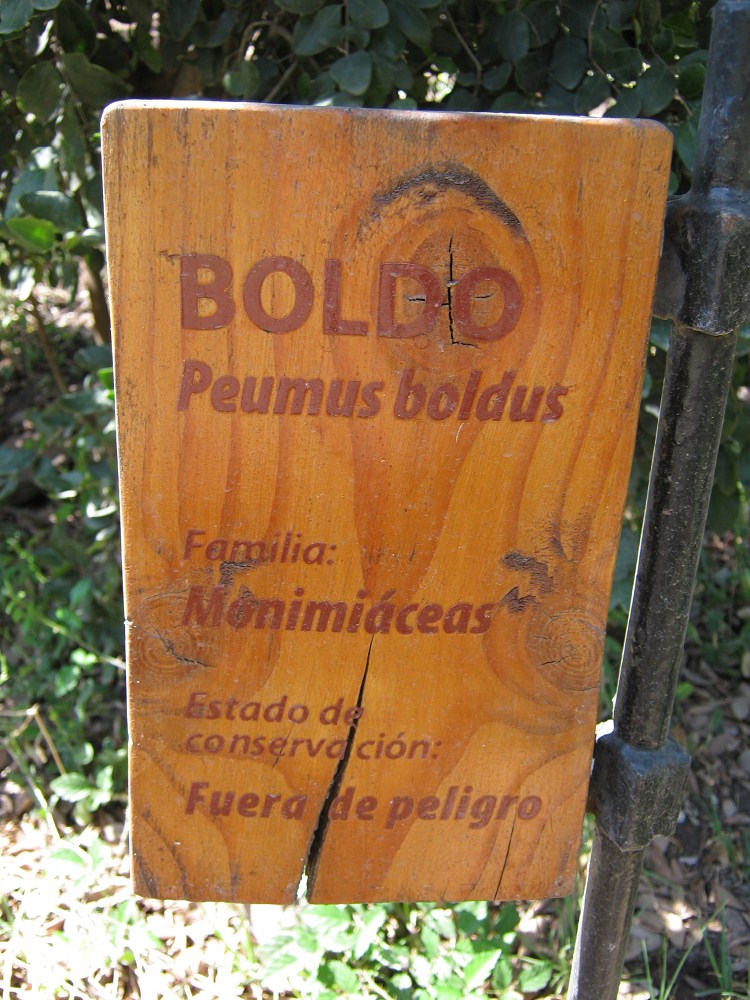 BOLDO
Peumus boldus
Familia:
Monimiáceas
Estado de
conservación:
Fuera de peligro